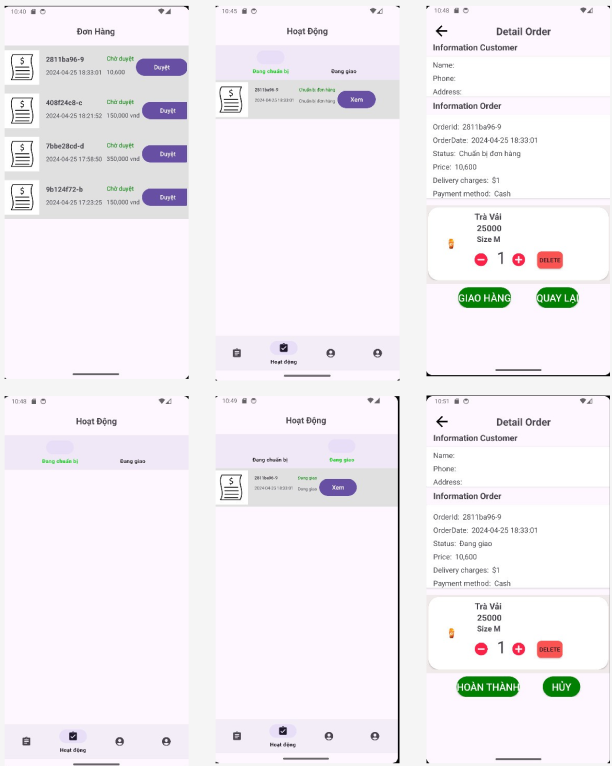 10:40
Đơn Hàng
2811ba96-9 Chờ duyệt
2024-04-25 18:33:01 10,600 Duyệt
408f24c8-c Chờ duyệt
2024-04-25 18:21:52 150,000 vnd Duyệt
7bbe28cd-d Chờ duyệt
2024-04-25 17:58:50 350,000 vnd Duyệt
9b124f72-b Chờ duyệt
2024-04-25 17:23:25 150,000 vnd Duyệt
10:45
Hoạt Động
Đang chuẩn bị Đang giao
2811ba96-9 Chuẩn bị đơn hàng
2024-04-25 18:33:01 Chuẩn bị đơn hàng Xem
Hoạt động
10:48
Detail Order
Information Customer
Name:
Phone:
Address:
Information Order
OrderId: 2811ba96-9
OrderDate: 2024-04-25 18:33:01
Status: Chuẩn bị đơn hàng
Price: 10,600
Delivery charges: $1
Payment method: Cash
Trà Vải
25000
Size M
1 DELETE
GIAO HÀNG QUAY LẠI
10:48
Hoạt Động
Đang chuẩn bị Đang giao
Hoạt động
10:49
Hoạt Động
Đang chuẩn bị Đang giao
2811ba96-9 Đang giao
2024-04-25 18:33:01 Đang giao Xem
Hoạt động
10:51
Detail Order
Information Customer
Name:
Phone:
Address:
Information Order
OrderId: 2811ba96-9
OrderDate: 2024-04-25 18:33:01
Status: Đang giao
Price: 10,600
Delivery charges: $1
Payment method: Cash
Trà Vải
25000
Size M
1 DELETE
HOÀN THÀNH HỦY